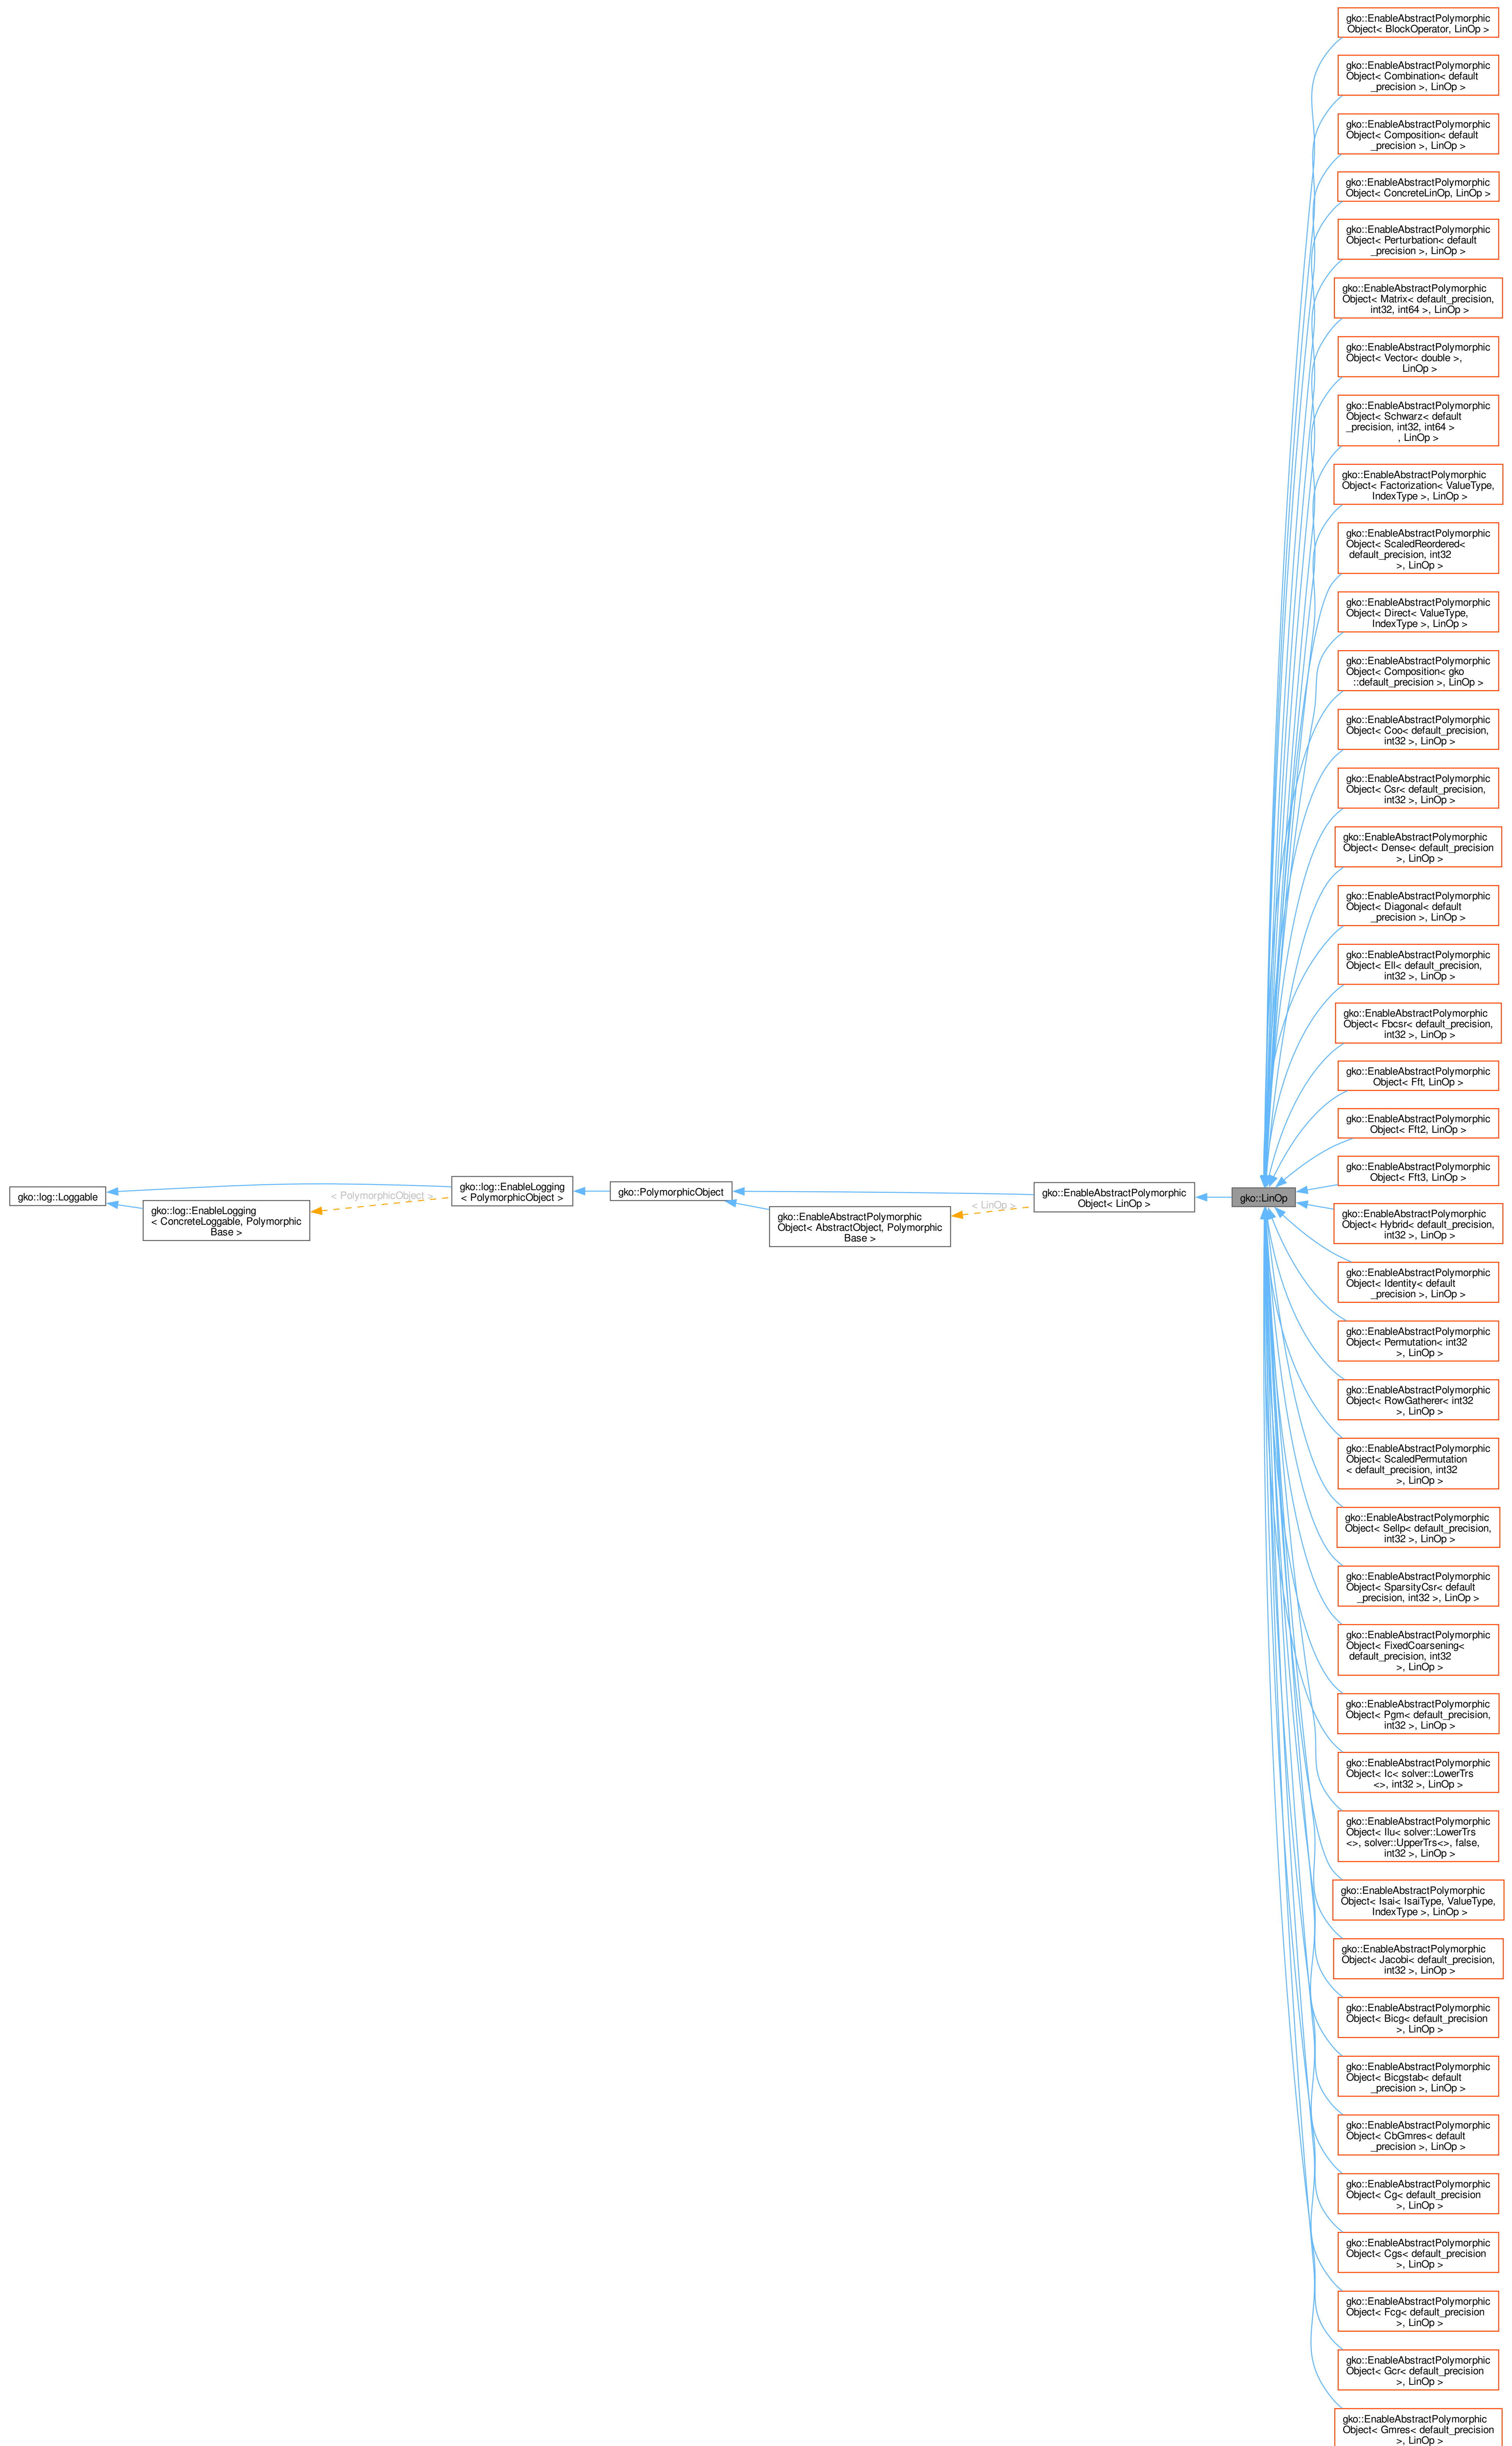 gko::EnableAbstractPolymorphic
Object< BlockOperator, LinOp >
gko::EnableAbstractPolymorphic
Object< Combination< default
_precision >, LinOp >
gko::EnableAbstractPolymorphic
Object< Composition< default
_precision >, LinOp >
gko::EnableAbstractPolymorphic
Object< ConcreteLinOp, LinOp >
gko::EnableAbstractPolymorphic
Object< Perturbation< default
_precision >, LinOp >
gko::EnableAbstractPolymorphic
Object< Matrix< default_precision,
int32, int64 >, LinOp >
gko::EnableAbstractPolymorphic
Object< Vector< double >,
LinOp >
gko::EnableAbstractPolymorphic
Object< Schwarz< default
_precision, int32, int64 >
, LinOp >
gko::EnableAbstractPolymorphic
Object< Factorization< ValueType,
IndexType >, LinOp >
gko::EnableAbstractPolymorphic
Object< ScaledReordered<
default_precision, int32
>, LinOp >
gko::EnableAbstractPolymorphic
Object< Direct< ValueType,
IndexType >, LinOp >
gko::EnableAbstractPolymorphic
Object< Composition< gko
::default_precision >, LinOp >
gko::EnableAbstractPolymorphic
Object< Coo< default_precision,
int32 >, LinOp >
gko::EnableAbstractPolymorphic
Object< Csr< default_precision,
int32 >, LinOp >
gko::EnableAbstractPolymorphic
Object< Dense< default_precision
>, LinOp >
gko::EnableAbstractPolymorphic
Object< Diagonal< default
_precision >, LinOp >
gko::EnableAbstractPolymorphic
Object< Ell< default_precision,
int32 >, LinOp >
gko::EnableAbstractPolymorphic
Object< Fbcsr< default_precision,
int32 >, LinOp >
gko::EnableAbstractPolymorphic
Object< Fft, LinOp >
gko::EnableAbstractPolymorphic
Object< Fft2, LinOp >
gko::EnableAbstractPolymorphic
Object< Fft3, LinOp >
gko::log::Loggable
gko::log::EnableLogging
< ConcreteLoggable, Polymorphic
Base >
< PolymorphicObject >
gko::log::EnableLogging
< PolymorphicObject >
gko::PolymorphicObject
gko::EnableAbstractPolymorphic
Object< AbstractObject, Polymorphic
Base >
< LinOp >
gko::EnableAbstractPolymorphic
Object< LinOp >
gko::LinOp
gko::EnableAbstractPolymorphic
Object< Hybrid< default_precision,
int32 >, LinOp >
gko::EnableAbstractPolymorphic
Object< Identity< default
_precision >, LinOp >
gko::EnableAbstractPolymorphic
Object< Permutation< int32
>, LinOp >
gko::EnableAbstractPolymorphic
Object< RowGatherer< int32
>, LinOp >
gko::EnableAbstractPolymorphic
Object< ScaledPermutation
< default_precision, int32
>, LinOp >
gko::EnableAbstractPolymorphic
Object< Sellp< default_precision,
int32 >, LinOp >
gko::EnableAbstractPolymorphic
Object< SparsityCsr< default
_precision, int32 >, LinOp >
gko::EnableAbstractPolymorphic
Object< FixedCoarsening<
default_precision, int32
>, LinOp >
gko::EnableAbstractPolymorphic
Object< Pgm< default_precision,
int32 >, LinOp >
gko::EnableAbstractPolymorphic
Object< Ic< solver::LowerTrs
<>, int32 >, LinOp >
gko::EnableAbstractPolymorphic
Object< Ilu< solver::LowerTrs
<>, solver::UpperTrs<>, false,
int32 >, LinOp >
gko::EnableAbstractPolymorphic
Object< Isai< IsaiType, ValueType,
IndexType >, LinOp >
gko::EnableAbstractPolymorphic
Object< Jacobi< default_precision,
int32 >, LinOp >
gko::EnableAbstractPolymorphic
Object< Bicg< default_precision
>, LinOp >
gko::EnableAbstractPolymorphic
Object< Bicgstab< default
_precision >, LinOp >
gko::EnableAbstractPolymorphic
Object< CbGmres< default
_precision >, LinOp >
gko::EnableAbstractPolymorphic
Object< Cg< default_precision
>, LinOp >
gko::EnableAbstractPolymorphic
Object< Cgs< default_precision
>, LinOp >
gko::EnableAbstractPolymorphic
Object< Fcg< default_precision
>, LinOp >
gko::EnableAbstractPolymorphic
Object< Gcr< default_precision
>, LinOp >
gko::EnableAbstractPolymorphic
Object< Gmres< default_precision
>, LinOp >